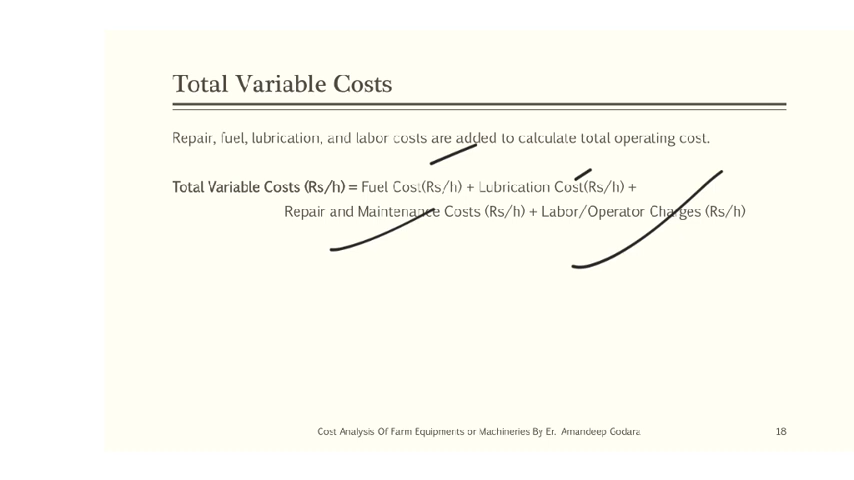 Total Variable Costs
Repair, fuel, lubrication, and labor costs are added to calculate total operating cost.
Total Variable Costs (Rs/h) = Fuel Cost(Rs/h) + Lubrication Cost(Rs/h) +
Repair and Maintenance Costs (Rs/h) + Labor/Operator Charges (Rs/h)
Cost Analysis Of Farm Equipments or Machineries By Er. Amandeep Godara
18